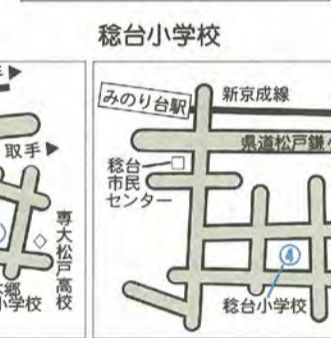 稔台小学校
取手▶
専大松戸高校
小学校
みのり台駅
新京成線
県道松戸鎌
稔台
市民
センター
④
稔台小学校